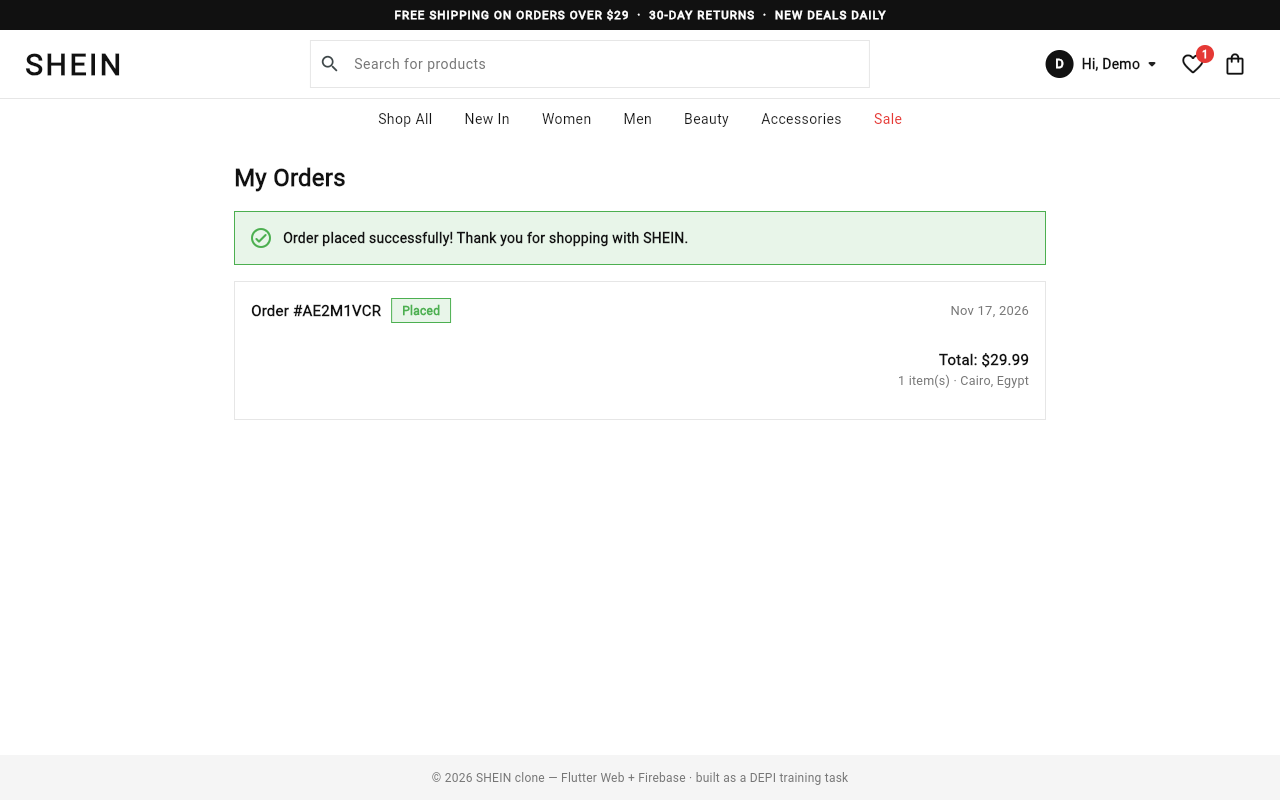 FREE SHIPPING ON ORDERS OVER $29 · 30-DAY RETURNS · NEW DEALS DAILY
SHEIN
Search for products
D
Hi, Demo
1
Shop All
New In
Women
Men
Beauty
Accessories
Sale
My Orders
Order placed successfully! Thank you for shopping with SHEIN.
Order #AE2M1VCR
Placed
Nov 17, 2026
Total: $29.99
1 item(s) · Cairo, Egypt
© 2026 SHEIN clone — Flutter Web + Firebase · built as a DEPI training task